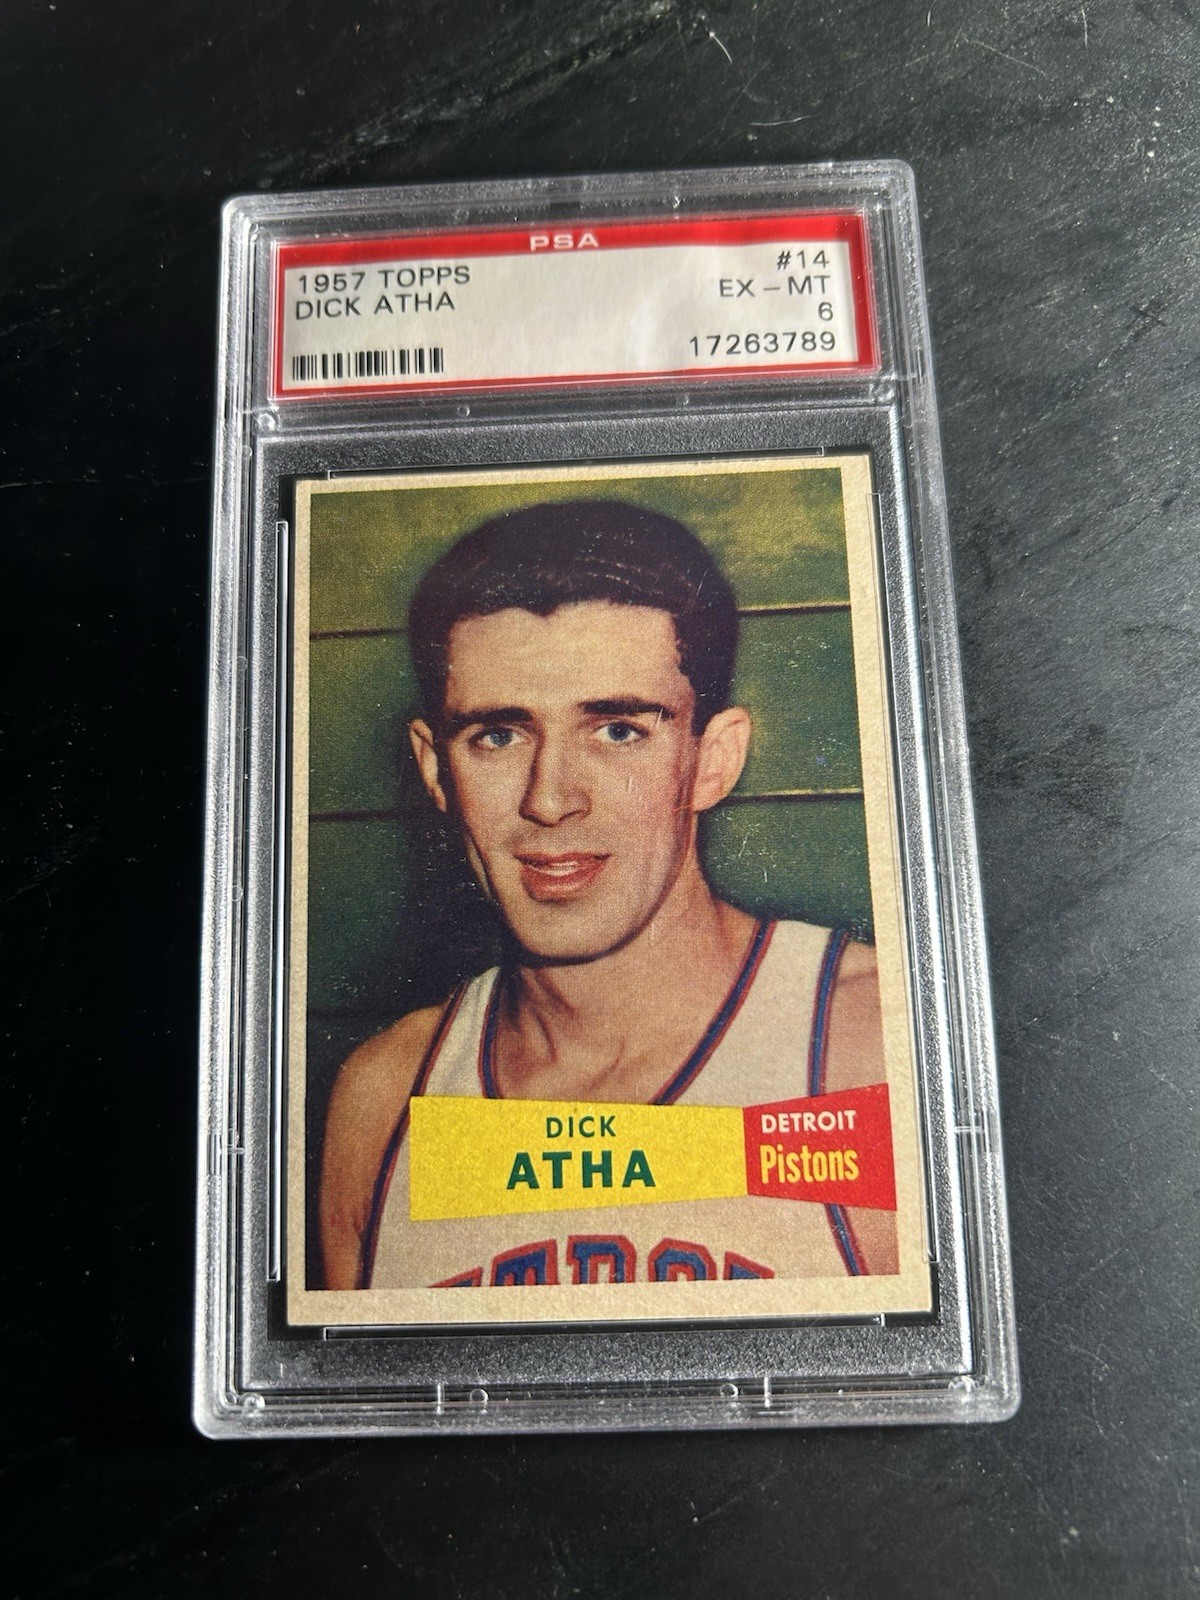 PSA
1957 TOPPS #14
DICK ATHA EX - MT
6
17263789
DICK
ATHA
DETROIT
Pistons